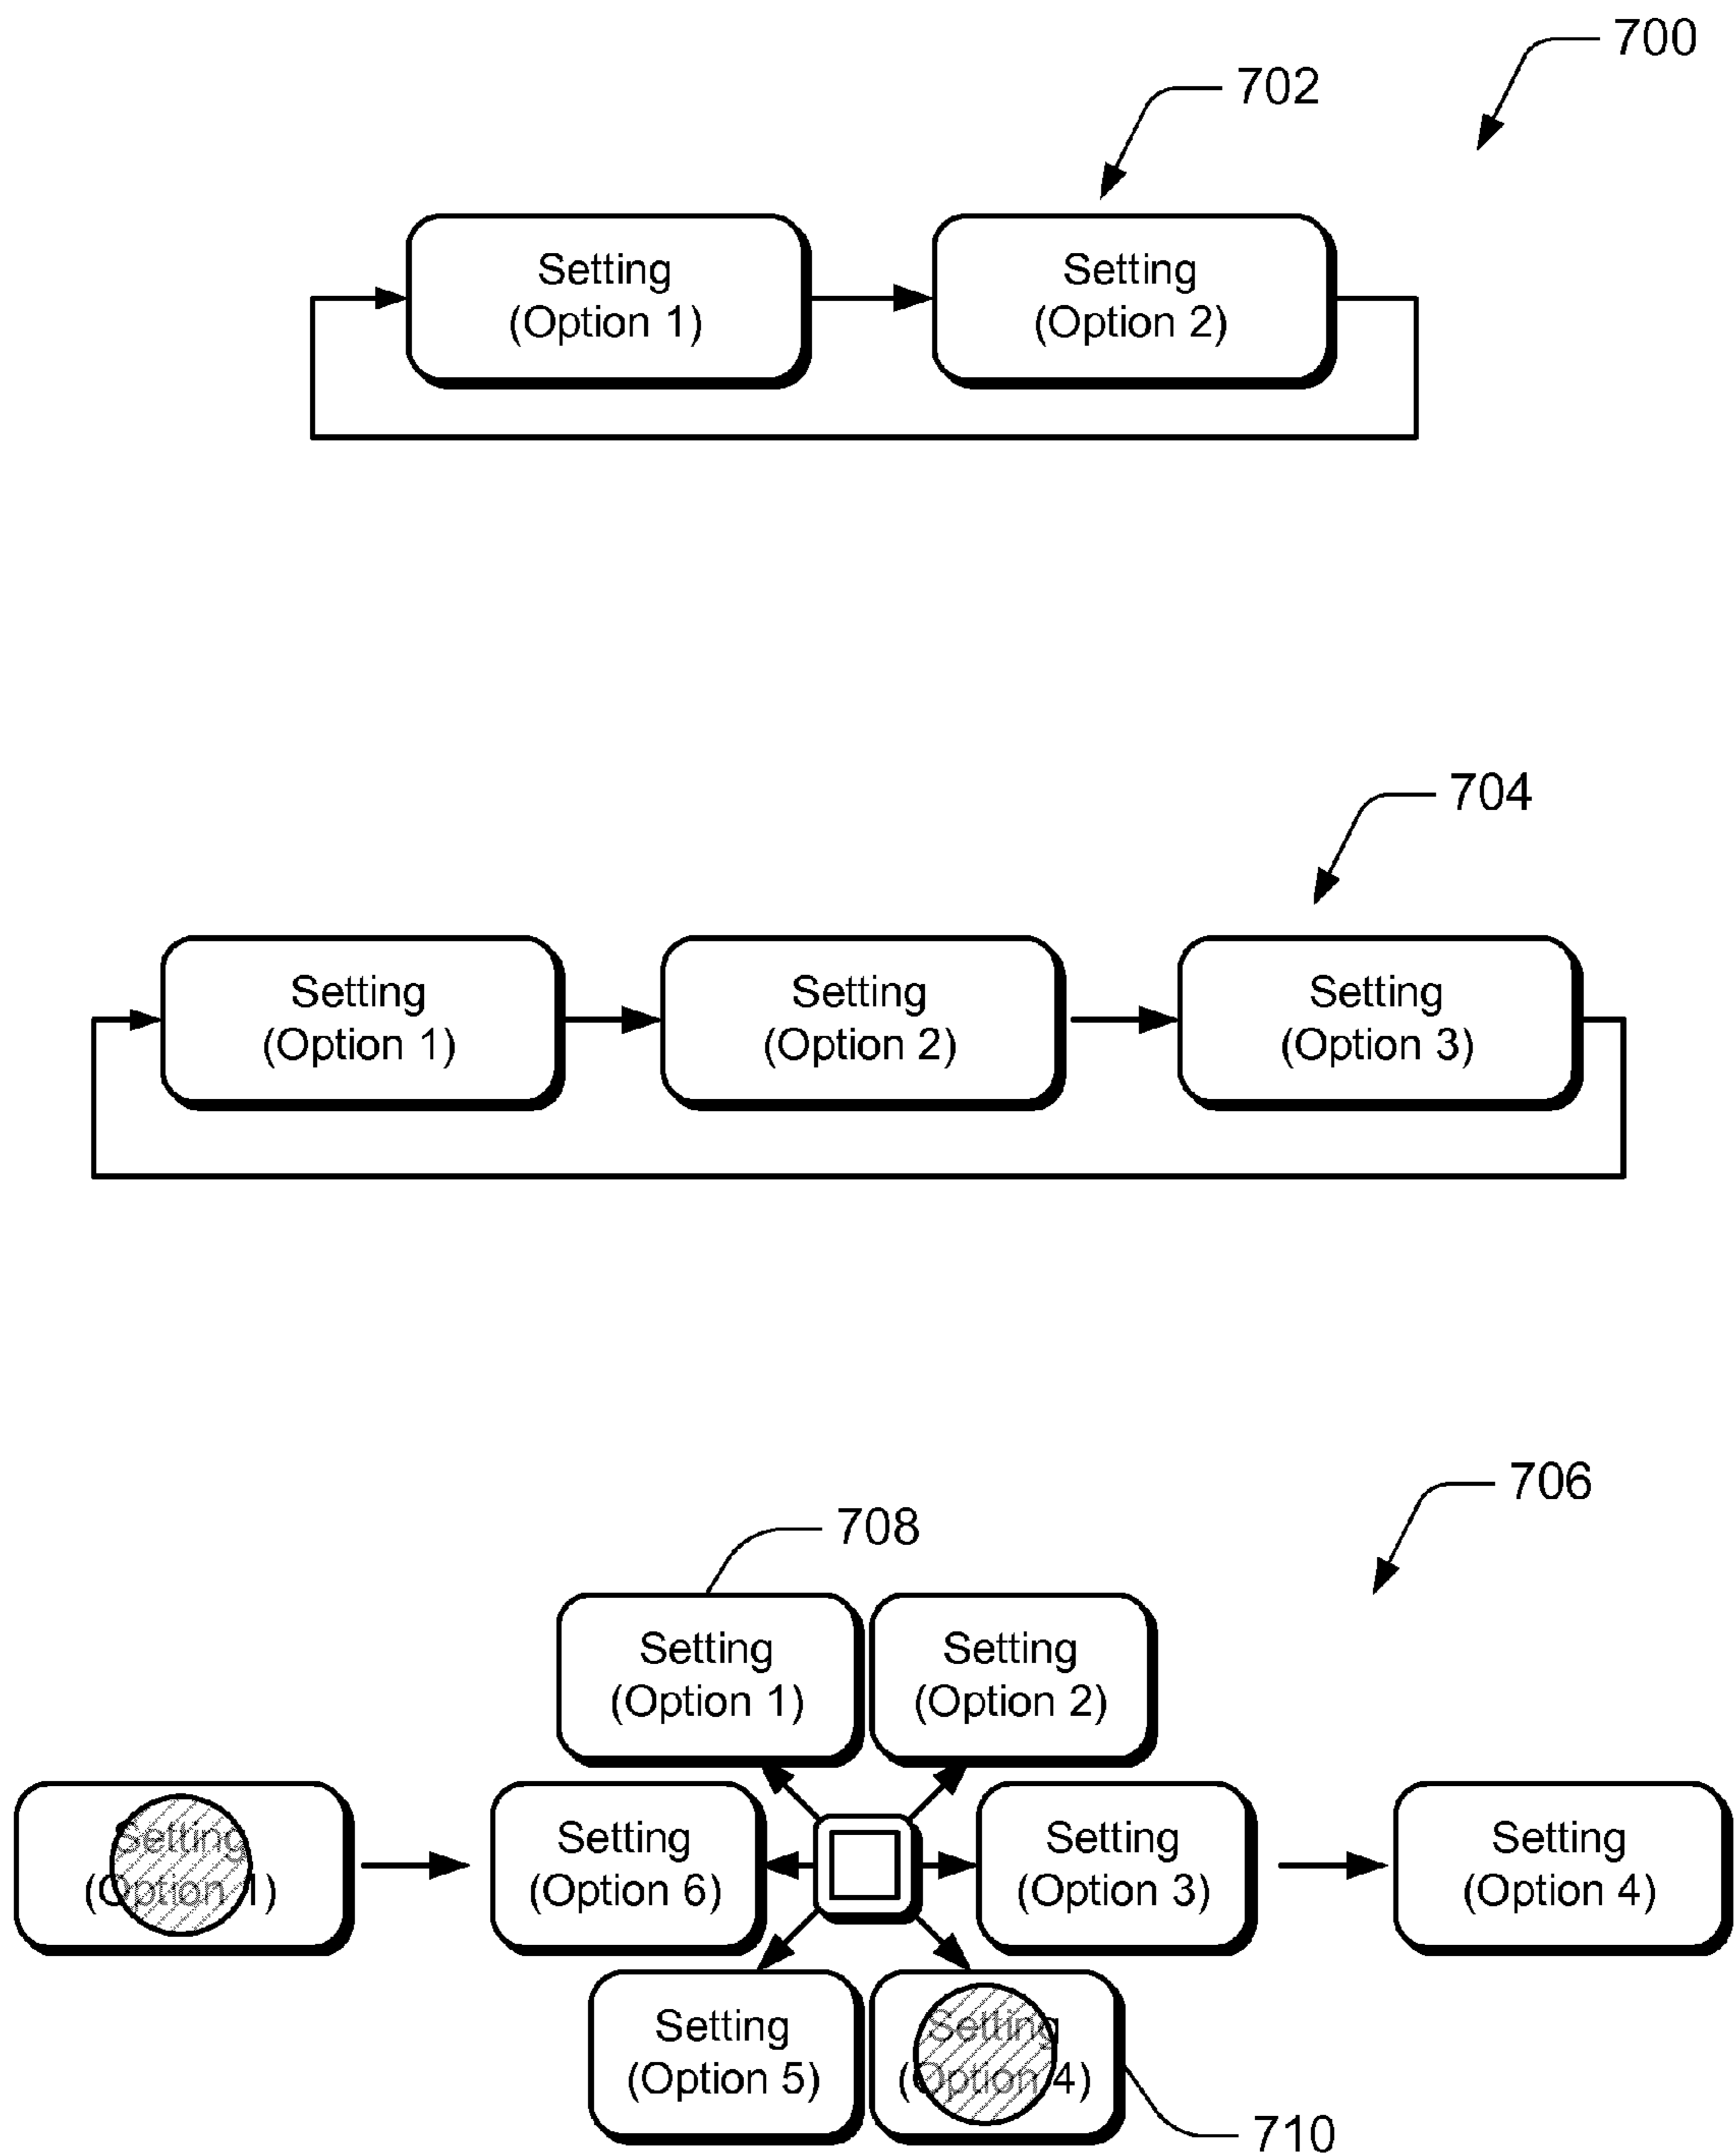 700
702
Setting
(Option 1)
Setting
(Option 2)
704
Setting
(Option 1)
Setting
(Option 2)
Setting
(Option 3)
706
708
Setting
(Option 1)
Setting
(Option 2)
Setting
(Option 1)
Setting
(Option 6)
Setting
(Option 3)
Setting
(Option 4)
Setting
(Option 5)
Setting
(Option 4)
710